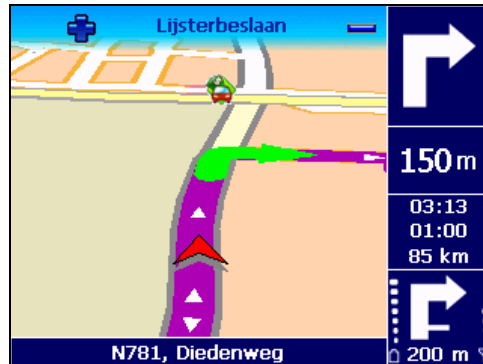 Lijsterbeslaan
150 m
03:13
01:00
85 km
200 m
N781, Diedenweg